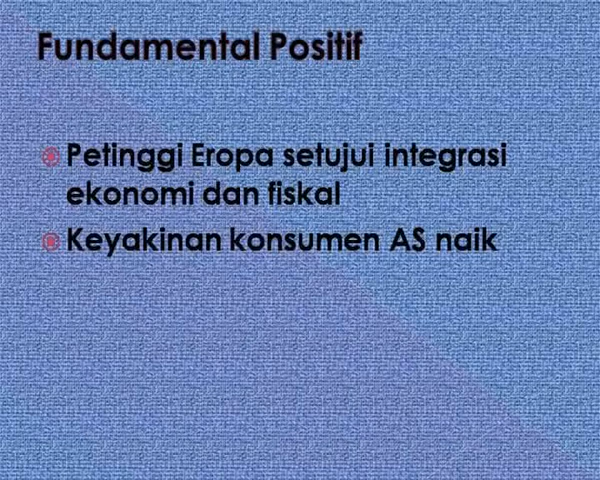 Fundamental Positif
Petinggi Eropa setujui integrasi
ekonomi dan fiskal
Keyakinan konsumen AS naik